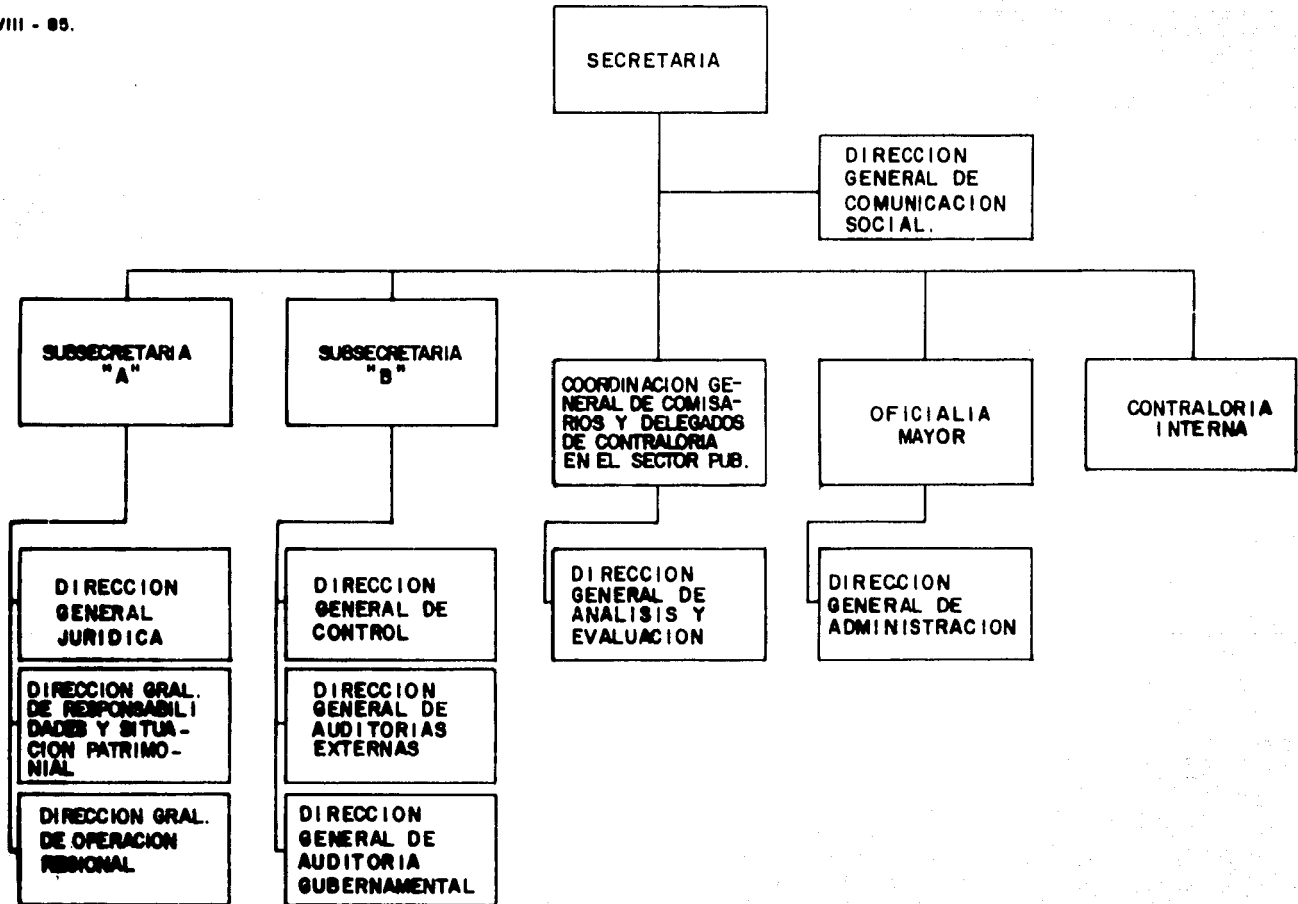 VIII - 85.
SECRETARIA
DIRECCION
GENERAL DE
COMUNICACION
SOCIAL.
SUBSECRETARIA
"A"
SUBSECRETARIA
"B"
COORDINACION GE-
NERAL DE COMISA-
RIOS Y DELEGADOS
DE CONTRALORIA
EN EL SECTOR PUB.
OFICIALIA
MAYOR
CONTRALORIA
INTERNA
DIRECCION
GENERAL
JURIDICA
DIRECCION GRAL.
DE RESPONSABILI
DADES Y SITUA-
CION PATRIMO-
NIAL
DIRECCION GRAL.
DE OPERACION
REGIONAL
DIRECCION
GENERAL DE
CONTROL
DIRECCION
GENERAL DE
AUDITORIAS
EXTERNAS
DIRECCION
GENERAL DE
AUDITORIA
GUBERNAMENTAL
DIRECCION
GENERAL DE
ANALISIS Y
EVALUACION
DIRECCION
GENERAL DE
ADMINISTRACION